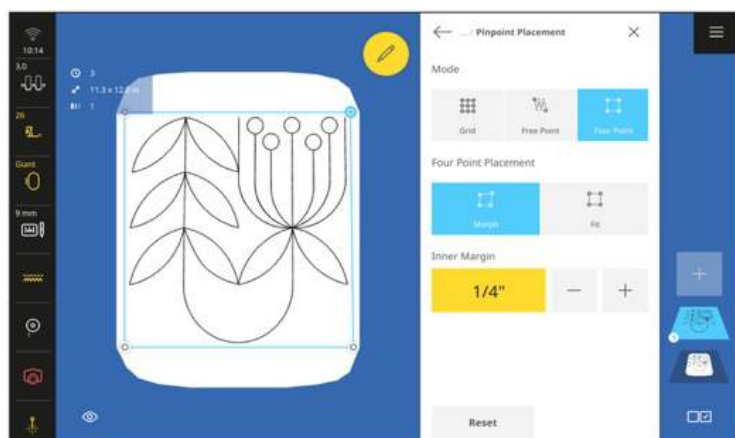 10:14
3.0
26
Giant
9 mm
3
11.3 x 12.2 in
1
.../ Pinpoint Placement
Mode
Grid
Free Point
Four Point
Four Point Placement
Morph
Fit
Inner Margin
1/4"
Reset